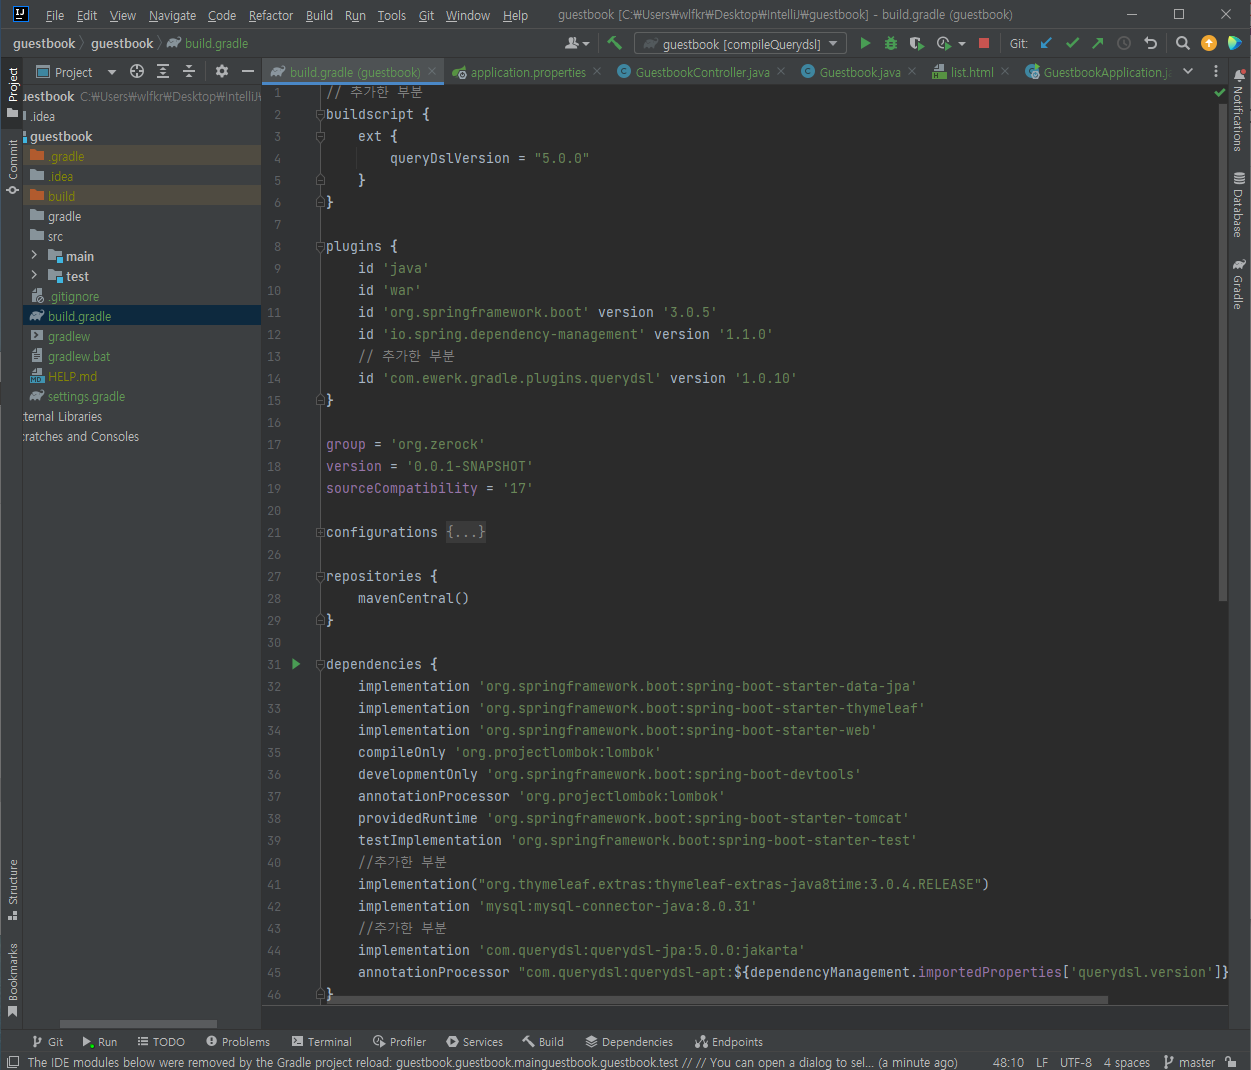 File Edit View Navigate Code Refactor Build Run Tools Git Window Help guestbook [C:₩Users₩wlfkr₩Desktop₩IntelliJ₩guestbook] - build.gradle (guestbook)
guestbook guestbook build.gradle guestbook [compileQuerydsl] Git:
Project build.gradle (guestbook) application.properties GuestbookController.java Guestbook.java list.html GuestbookApplication.j
Project
Commit
Structure
Bookmarks
uestbook C:₩Users₩wlfkr₩Desktop₩IntelliJ₩
.idea
guestbook
.gradle
.idea
build
gradle
src
main
test
.gitignore
build.gradle
gradlew
gradlew.bat
HELP.md
settings.gradle
ternal Libraries
ratches and Consoles
1 // 추가한 부분
2 buildscript {
3 ext {
4 queryDslVersion = "5.0.0"
5 }
6 }
7
8 plugins {
9 id 'java'
10 id 'war'
11 id 'org.springframework.boot' version '3.0.5'
12 id 'io.spring.dependency-management' version '1.1.0'
13 // 추가한 부분
14 id 'com.ewerk.gradle.plugins.querydsl' version '1.0.10'
15 }
16
17 group = 'org.zerock'
18 version = '0.0.1-SNAPSHOT'
19 sourceCompatibility = '17'
20
21 configurations {...}
26
27 repositories {
28 mavenCentral()
29 }
30
31 dependencies {
32 implementation 'org.springframework.boot:spring-boot-starter-data-jpa'
33 implementation 'org.springframework.boot:spring-boot-starter-thymeleaf'
34 implementation 'org.springframework.boot:spring-boot-starter-web'
35 compileOnly 'org.projectlombok:lombok'
36 developmentOnly 'org.springframework.boot:spring-boot-devtools'
37 annotationProcessor 'org.projectlombok:lombok'
38 providedRuntime 'org.springframework.boot:spring-boot-starter-tomcat'
39 testImplementation 'org.springframework.boot:spring-boot-starter-test'
40 //추가한 부분
41 implementation("org.thymeleaf.extras:thymeleaf-extras-java8time:3.0.4.RELEASE")
42 implementation 'mysql:mysql-connector-java:8.0.31'
43 //추가한 부분
44 implementation 'com.querydsl:querydsl-jpa:5.0.0:jakarta'
45 annotationProcessor "com.querydsl:querydsl-apt:${dependencyManagement.importedProperties['querydsl.version']}
46 }
Notifications
Database
Gradle
Git Run TODO Problems Terminal Profiler Services Build Dependencies Endpoints
The IDE modules below were removed by the Gradle project reload: guestbook.guestbook.mainguestbook.guestbook.test // // You can open a dialog to sel... (a minute ago) 48:10 LF UTF-8 4 spaces master